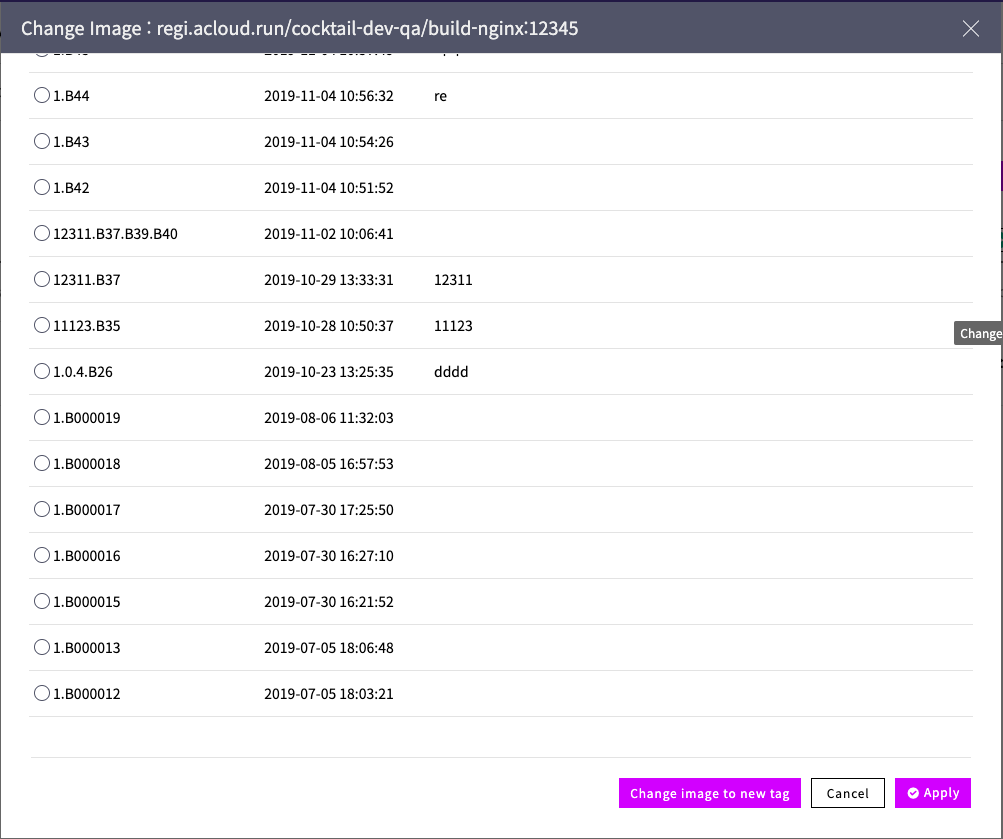 Change Image : regi.acloud.run/cocktail-dev-qa/build-nginx:12345
1.B44 2019-11-04 10:56:32 re
1.B43 2019-11-04 10:54:26
1.B42 2019-11-04 10:51:52
12311.B37.B39.B40 2019-11-02 10:06:41
12311.B37 2019-10-29 13:33:31 12311
11123.B35 2019-10-28 10:50:37 11123
Change
1.0.4.B26 2019-10-23 13:25:35 dddd
1.B000019 2019-08-06 11:32:03
1.B000018 2019-08-05 16:57:53
1.B000017 2019-07-30 17:25:50
1.B000016 2019-07-30 16:27:10
1.B000015 2019-07-30 16:21:52
1.B000013 2019-07-05 18:06:48
1.B000012 2019-07-05 18:03:21
Change image to new tag Cancel Apply